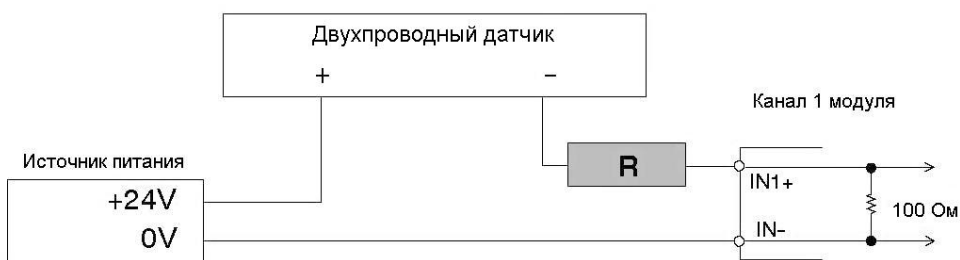 Двухпроводный датчик
+ −
Канал 1 модуля
Источник питания
R
IN1+
+24V
100 Ом
0V
IN−